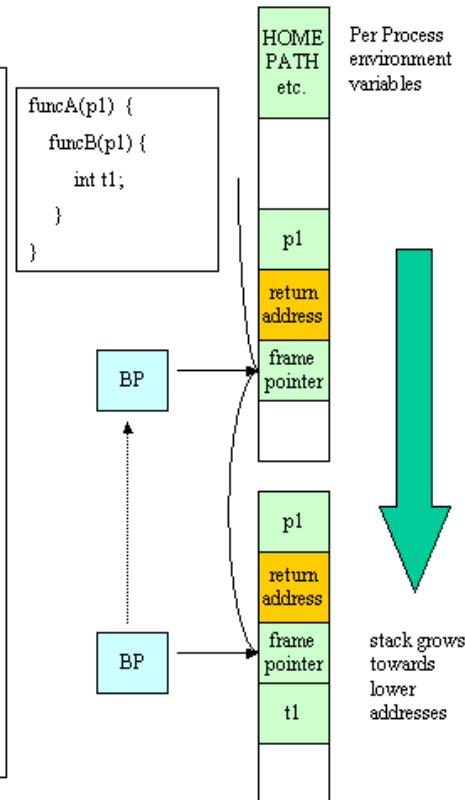 HOME
PATH
etc.
Per Process
environment
variables
funcA(p1) {
funcB(p1) {
int t1;
}
}
p1
return
address
frame
pointer
BP
p1
return
address
frame
pointer
BP
t1
stack grows
towards
lower
addresses